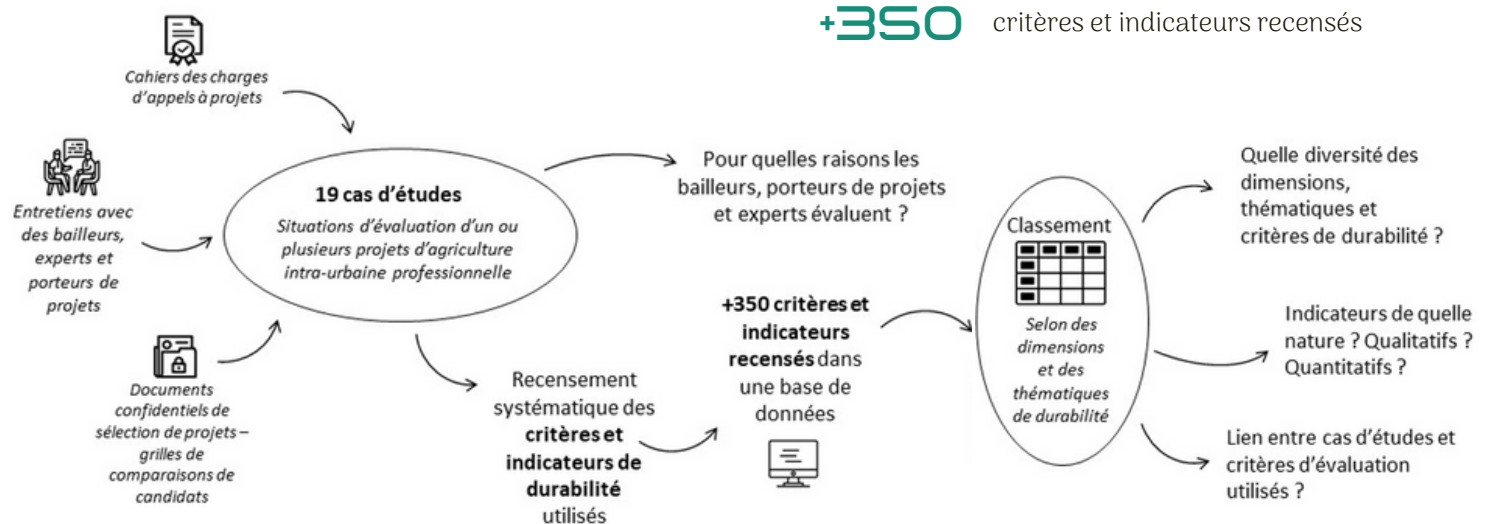 +350 critères et indicateurs recensés
Cahiers des charges
d'appels à projets
Entretiens avec
des bailleurs,
experts et
porteurs de
projets
Documents
confidentiels de
sélection de projets –
grilles de
comparaisons de
candidats
19 cas d'études
Situations d'évaluation d'un ou
plusieurs projets d'agriculture
intra-urbaine professionnelle
Pour quelles raisons les
bailleurs, porteurs de projets
et experts évaluent ?
Recensement
systématique des
critères et
indicateurs de
durabilité
utilisés
+350 critères et
indicateurs
recensés dans
une base de
données
Classement
Selon des
dimensions
et des
thématiques
de durabilité
Quelle diversité des
dimensions,
thématiques et
critères de durabilité ?
Indicateurs de quelle
nature ? Qualitatifs ?
Quantitatifs ?
Lien entre cas d'études et
critères d'évaluation
utilisés ?